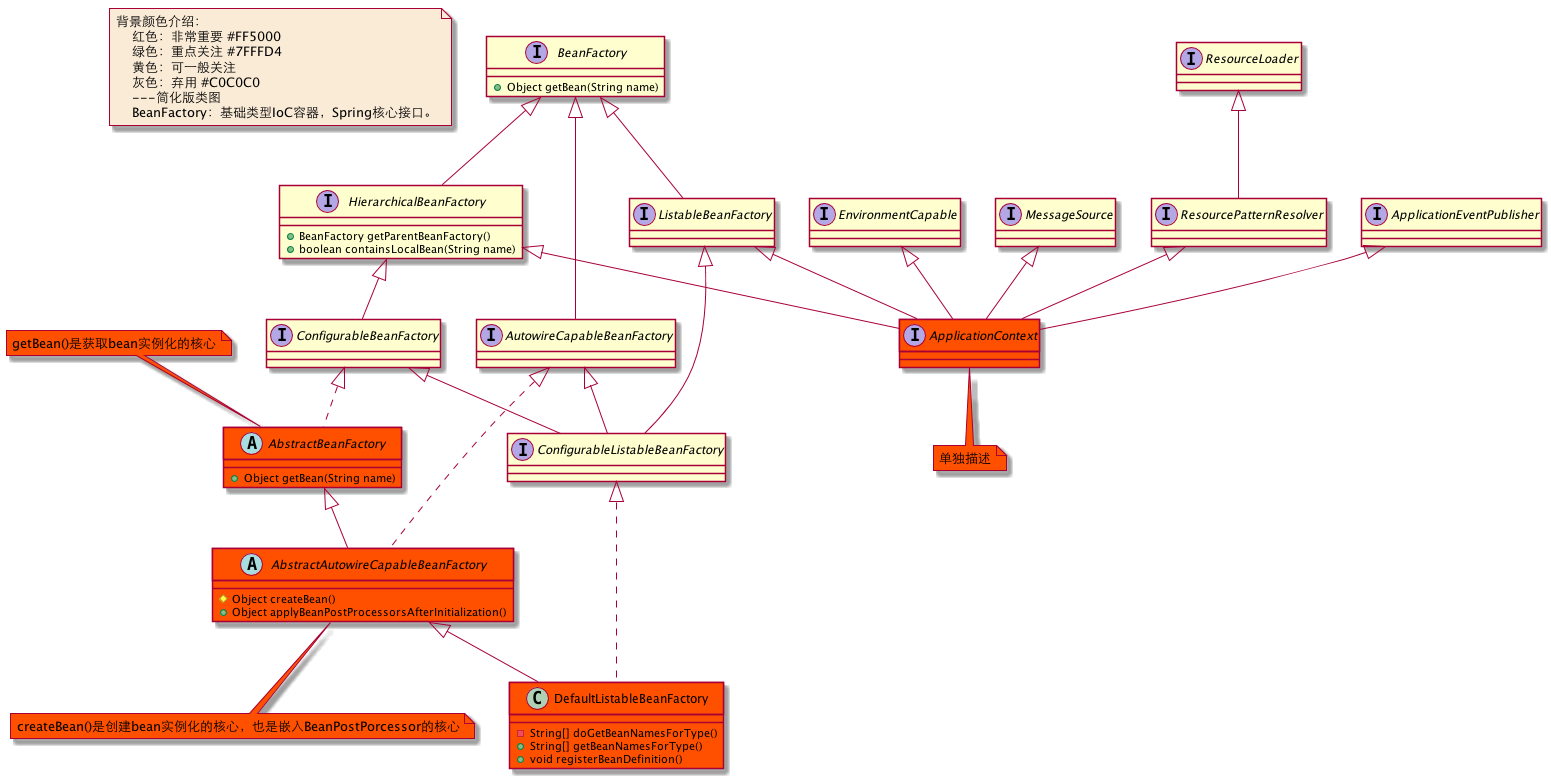 背景颜色介绍：
红色：非常重要 #FF5000
绿色：重点关注 #7FFFD4
黄色：可一般关注
灰色：弃用 #C0C0C0
---简化版类图
BeanFactory：基础类型IoC容器，Spring核心接口。
I BeanFactory
Object getBean(String name)
I ResourceLoader
I HierarchicalBeanFactory
BeanFactory getParentBeanFactory()
boolean containsLocalBean(String name)
I ListableBeanFactory
I EnvironmentCapable
I MessageSource
I ResourcePatternResolver
I ApplicationEventPublisher
getBean()是获取bean实例化的核心
I ConfigurableBeanFactory
I AutowireCapableBeanFactory
I ApplicationContext
A AbstractBeanFactory
Object getBean(String name)
I ConfigurableListableBeanFactory
单独描述
A AbstractAutowireCapableBeanFactory
Object createBean()
Object applyBeanPostProcessorsAfterInitialization()
createBean()是创建bean实例化的核心，也是嵌入BeanPostPorcessor的核心
C DefaultListableBeanFactory
String[] doGetBeanNamesForType()
String[] getBeanNamesForType()
void registerBeanDefinition()